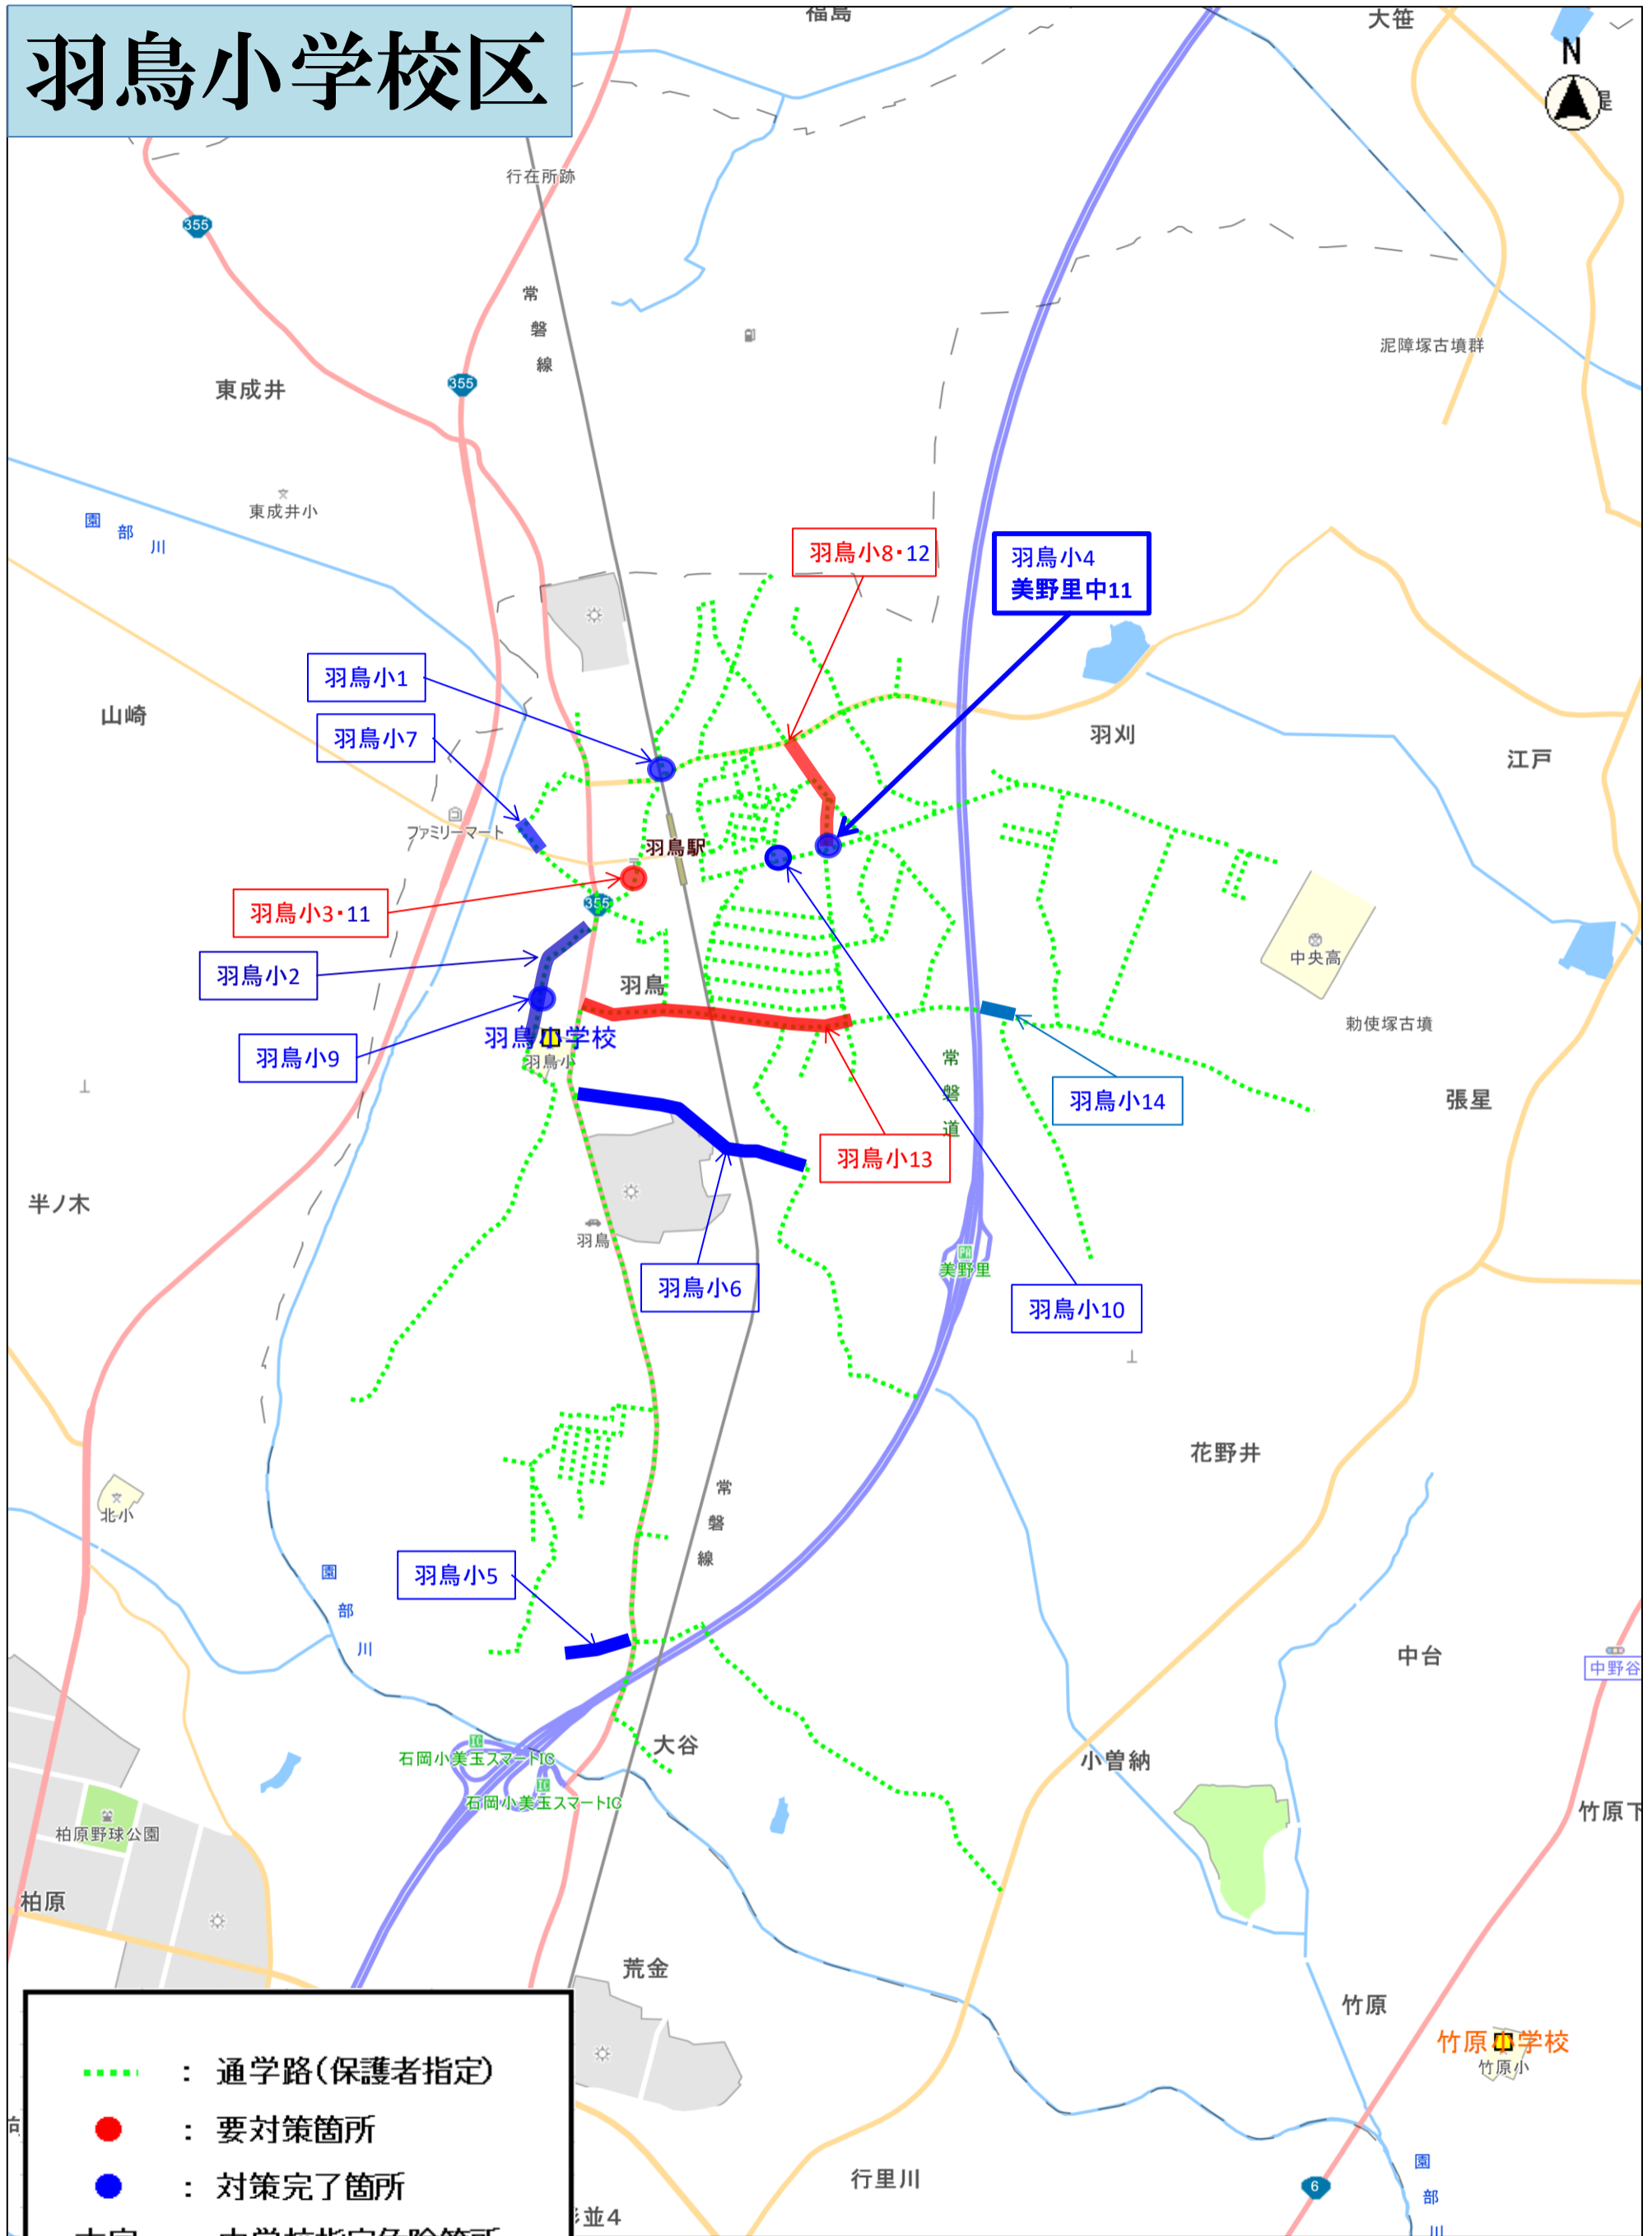 羽鳥小学校区
福島
大笹
N
行在所跡
355
常磐線
泥障塚古墳群
355
東成井
東成井小
園部川
羽鳥小8・12
羽鳥小4
美野里中11
羽鳥小1
山崎
羽鳥小7
羽刈
江戸
ファミリーマート
羽鳥駅
羽鳥小3・11
355
中央高
羽鳥小2
羽鳥
勅使塚古墳
羽鳥小学校
羽鳥小9
羽鳥小
常磐道
羽鳥小14
張星
羽鳥小13
半ノ木
羽鳥
PA
美野里
羽鳥小6
羽鳥小10
花野井
北小
常磐線
園部川
羽鳥小5
中台
中野谷
大谷
IC
石岡小美玉スマートIC
小曽納
IC
石岡小美玉スマートIC
竹原下
柏原野球公園
柏原
荒金
竹原
竹原小学校
竹原小
：通学路(保護者指定)
：要対策箇所
：対策完了箇所
行里川
6
園部川
並4